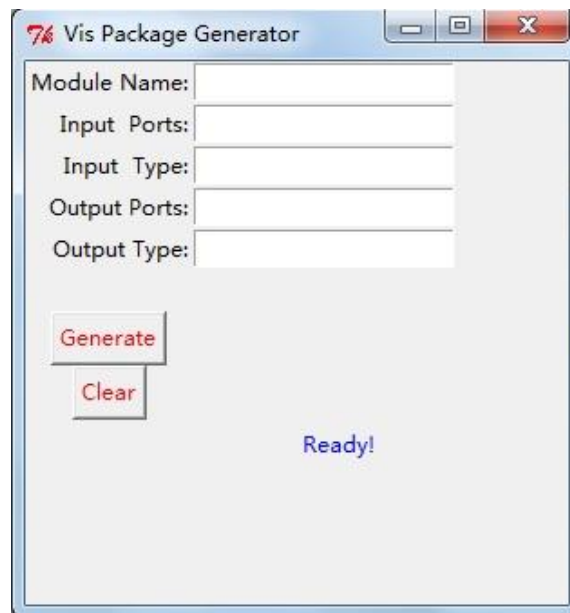 Vis Package Generator
Module Name:
Input Ports:
Input Type:
Output Ports:
Output Type:
Generate
Clear
Ready!